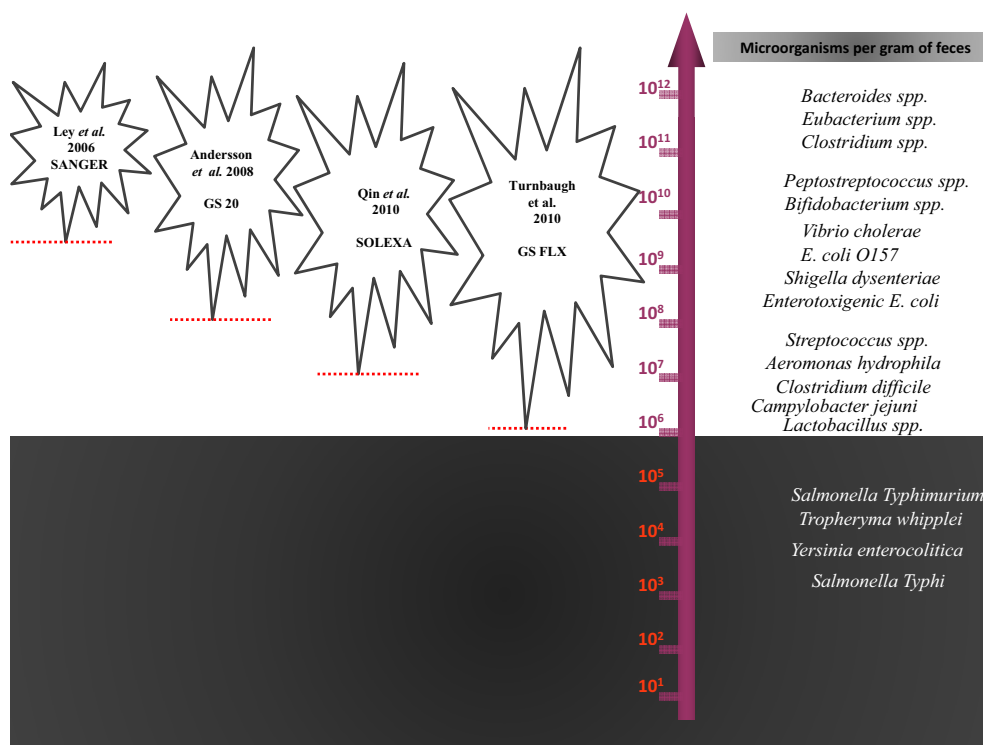 Microorganisms per gram of feces
Ley et al.
2006
SANGER
Andersson
et al. 2008
GS 20
Qin et al.
2010
SOLEXA
Turnbaugh
et al.
2010
GS FLX
10¹²
10¹¹
10¹⁰
10⁹
10⁸
10⁷
10⁶
10⁵
10⁴
10³
10²
10¹
Bacteroides spp.
Eubacterium spp.
Clostridium spp.
Peptostreptococcus spp.
Bifidobacterium spp.
Vibrio cholerae
E. coli O157
Shigella dysenteriae
Enterotoxigenic E. coli
Streptococcus spp.
Aeromonas hydrophila
Clostridium difficile
Campylobacter jejuni
Lactobacillus spp.
Salmonella Typhimurium
Tropheryma whipplei
Yersinia enterocolitica
Salmonella Typhi